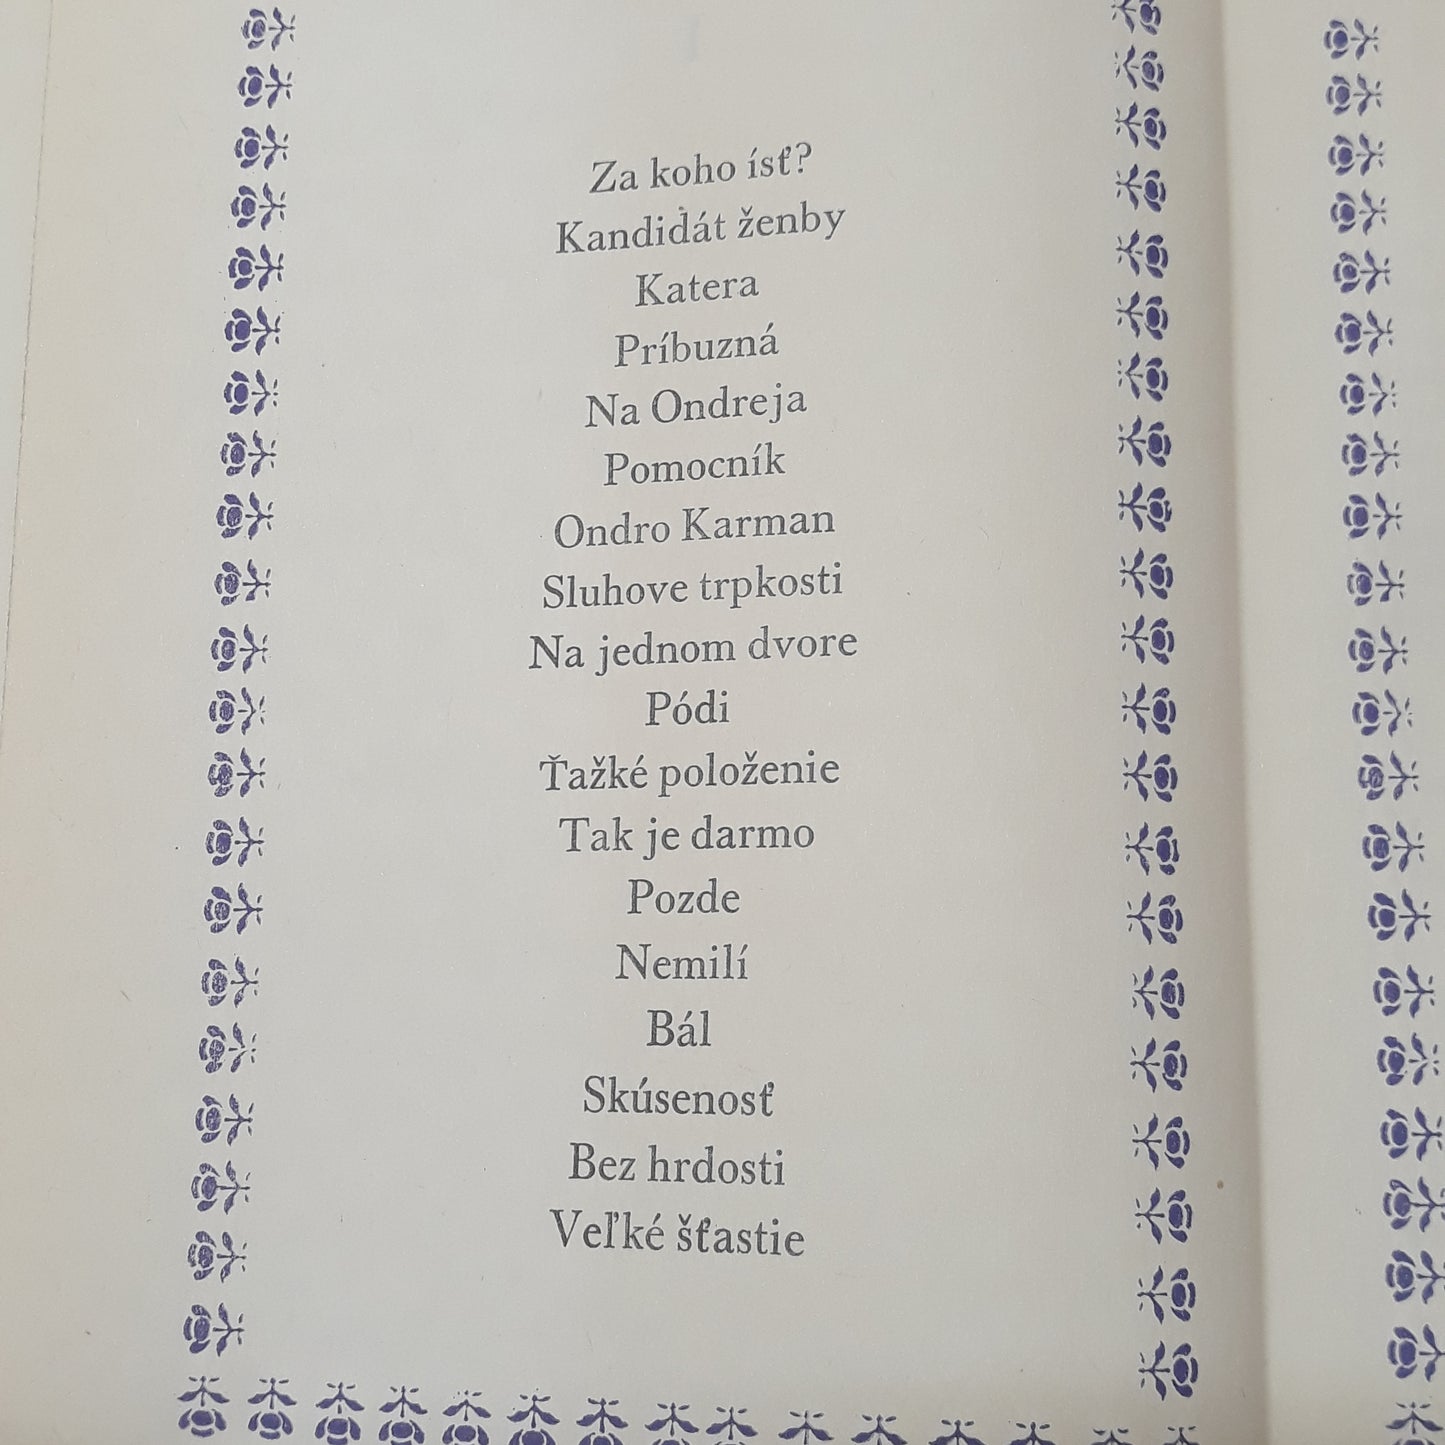 Za koho ísť?
Kandidát ženby
Katera
Príbuzná
Na Ondreja
Pomocník
Ondro Karman
Sluhove trpkosti
Na jednom dvore
Pódi
Ťažké položenie
Tak je darmo
Pozde
Nemilí
Bál
Skúsenosť
Bez hrdosti
Veľké šťastie